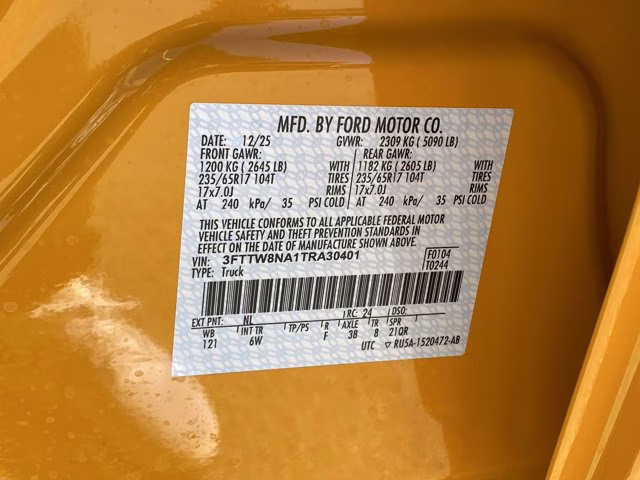 MFD. BY FORD MOTOR CO.
DATE: 12/25 GVWR: 2309 KG ( 5090 LB)
FRONT GAWR: REAR GAWR:
1200 KG ( 2645 LB) WITH 1182 KG ( 2605 LB) WITH
235/65R17 104T TIRES 235/65R17 104T TIRES
17x7.0J RIMS 17x7.0J RIMS
AT 240 kPa/ 35 PSI COLD AT 240 kPa/ 35 PSI COLD
THIS VEHICLE CONFORMS TO ALL APPLICABLE FEDERAL MOTOR
VEHICLE SAFETY AND THEFT PREVENTION STANDARDS IN
EFFECT ON THE DATE OF MANUFACTURE SHOWN ABOVE.
VIN: 3FTTW8NA1TRA30401 F0104
TYPE: Truck T0244
EXT PNT: NL RC: 24 DSO:
WB INT TR TP/PS R AXLE TR SPR
121 6W F 38 8 21QR
UTC ▽ RU5A-1520472-AB